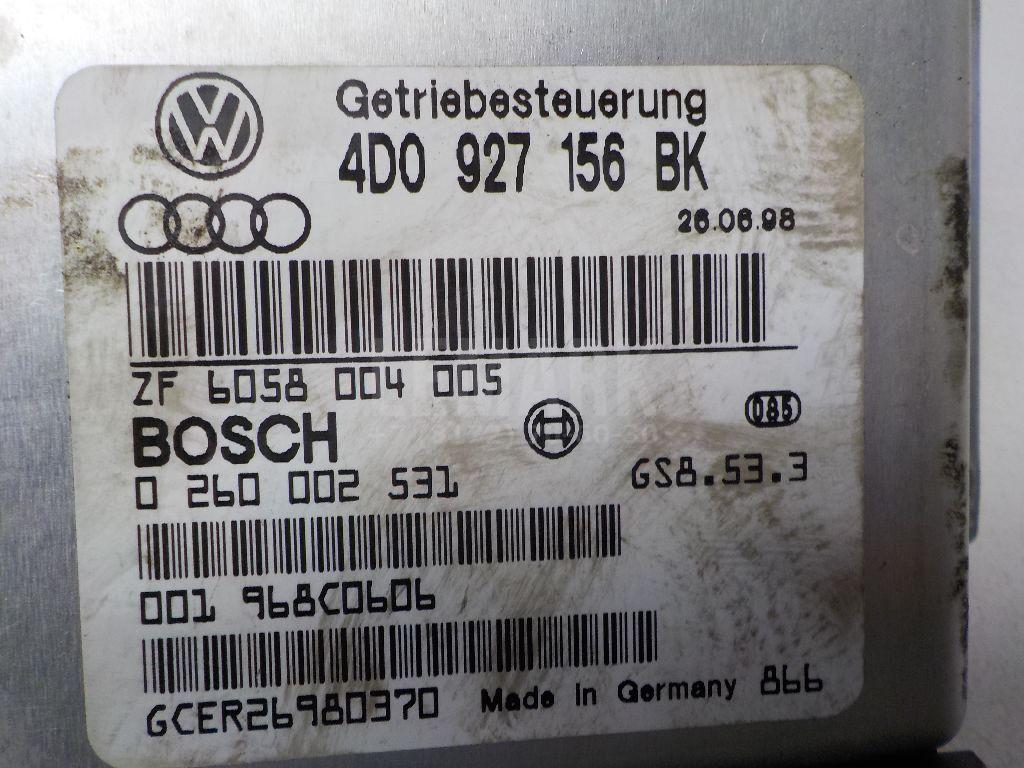 Getriebesteuerung
4D0 927 156 BK
26.06.98
ZF 6058 004 005
BOSCH
085
0 260 002 531
GS8.53.3
001 968C0606
GCER26980370 Made in Germany 866